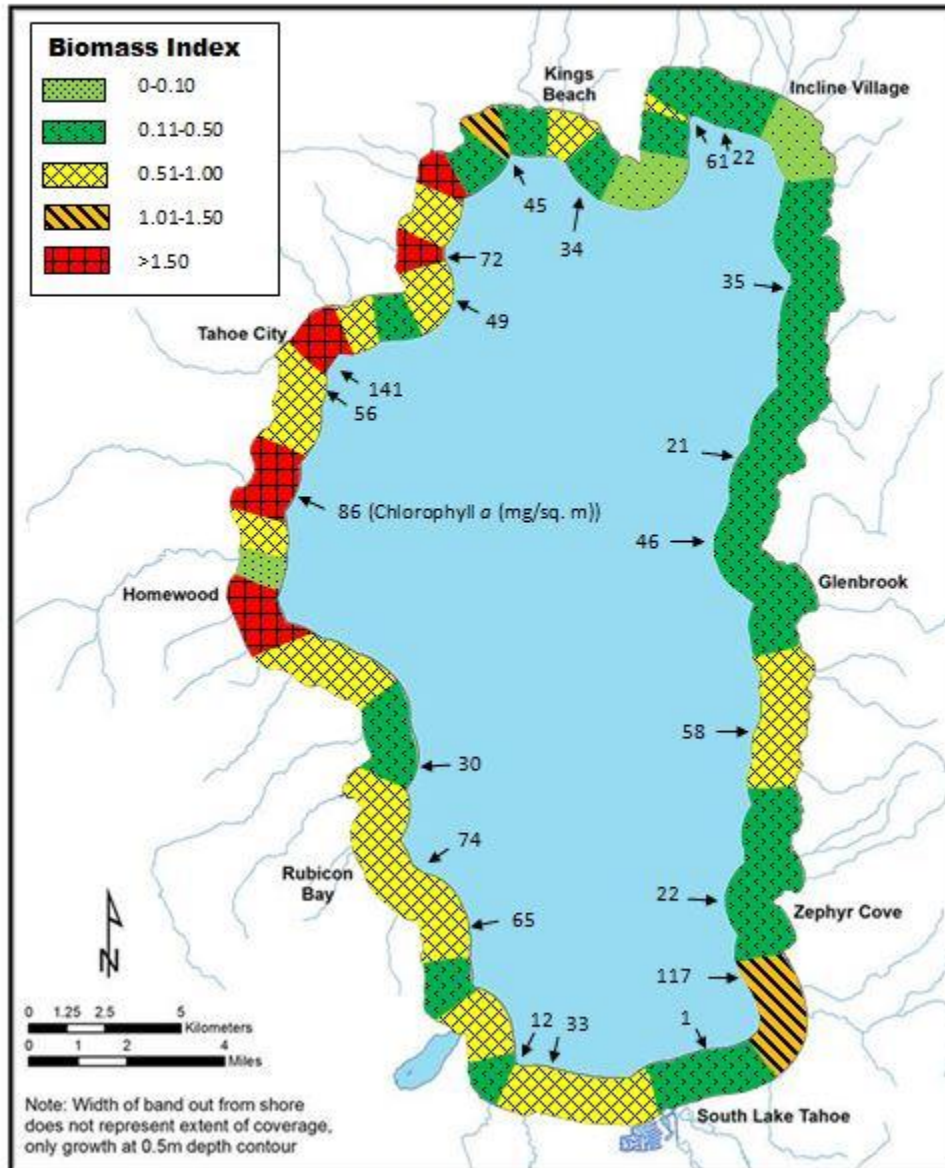 Biomass Index
0-0.10
0.11-0.50
0.51-1.00
1.01-1.50
>1.50
Kings
Beach
Incline Village
61
22
45
34
72
35
49
Tahoe City
141
56
21
86 (Chlorophyll a (mg/sq. m))
46
Glenbrook
Homewood
58
30
74
Rubicon
Bay
22
Zephyr Cove
65
117
N
12
33
1
0 1.25 2.5 5
Kilometers
0 1 2 4
Miles
South Lake Tahoe
Note: Width of band out from shore
does not represent extent of coverage,
only growth at 0.5m depth contour